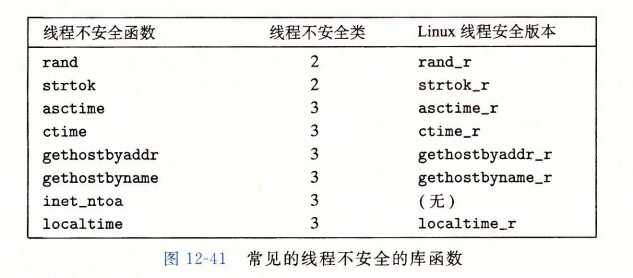 线程不安全函数 线程不安全类 Linux 线程安全版本
rand 2 rand_r
strtok 2 strtok_r
asctime 3 asctime_r
ctime 3 ctime_r
gethostbyaddr 3 gethostbyaddr_r
gethostbyname 3 gethostbyname_r
inet_ntoa 3 (无)
localtime 3 localtime_r
图 12-41 常见的线程不安全的库函数